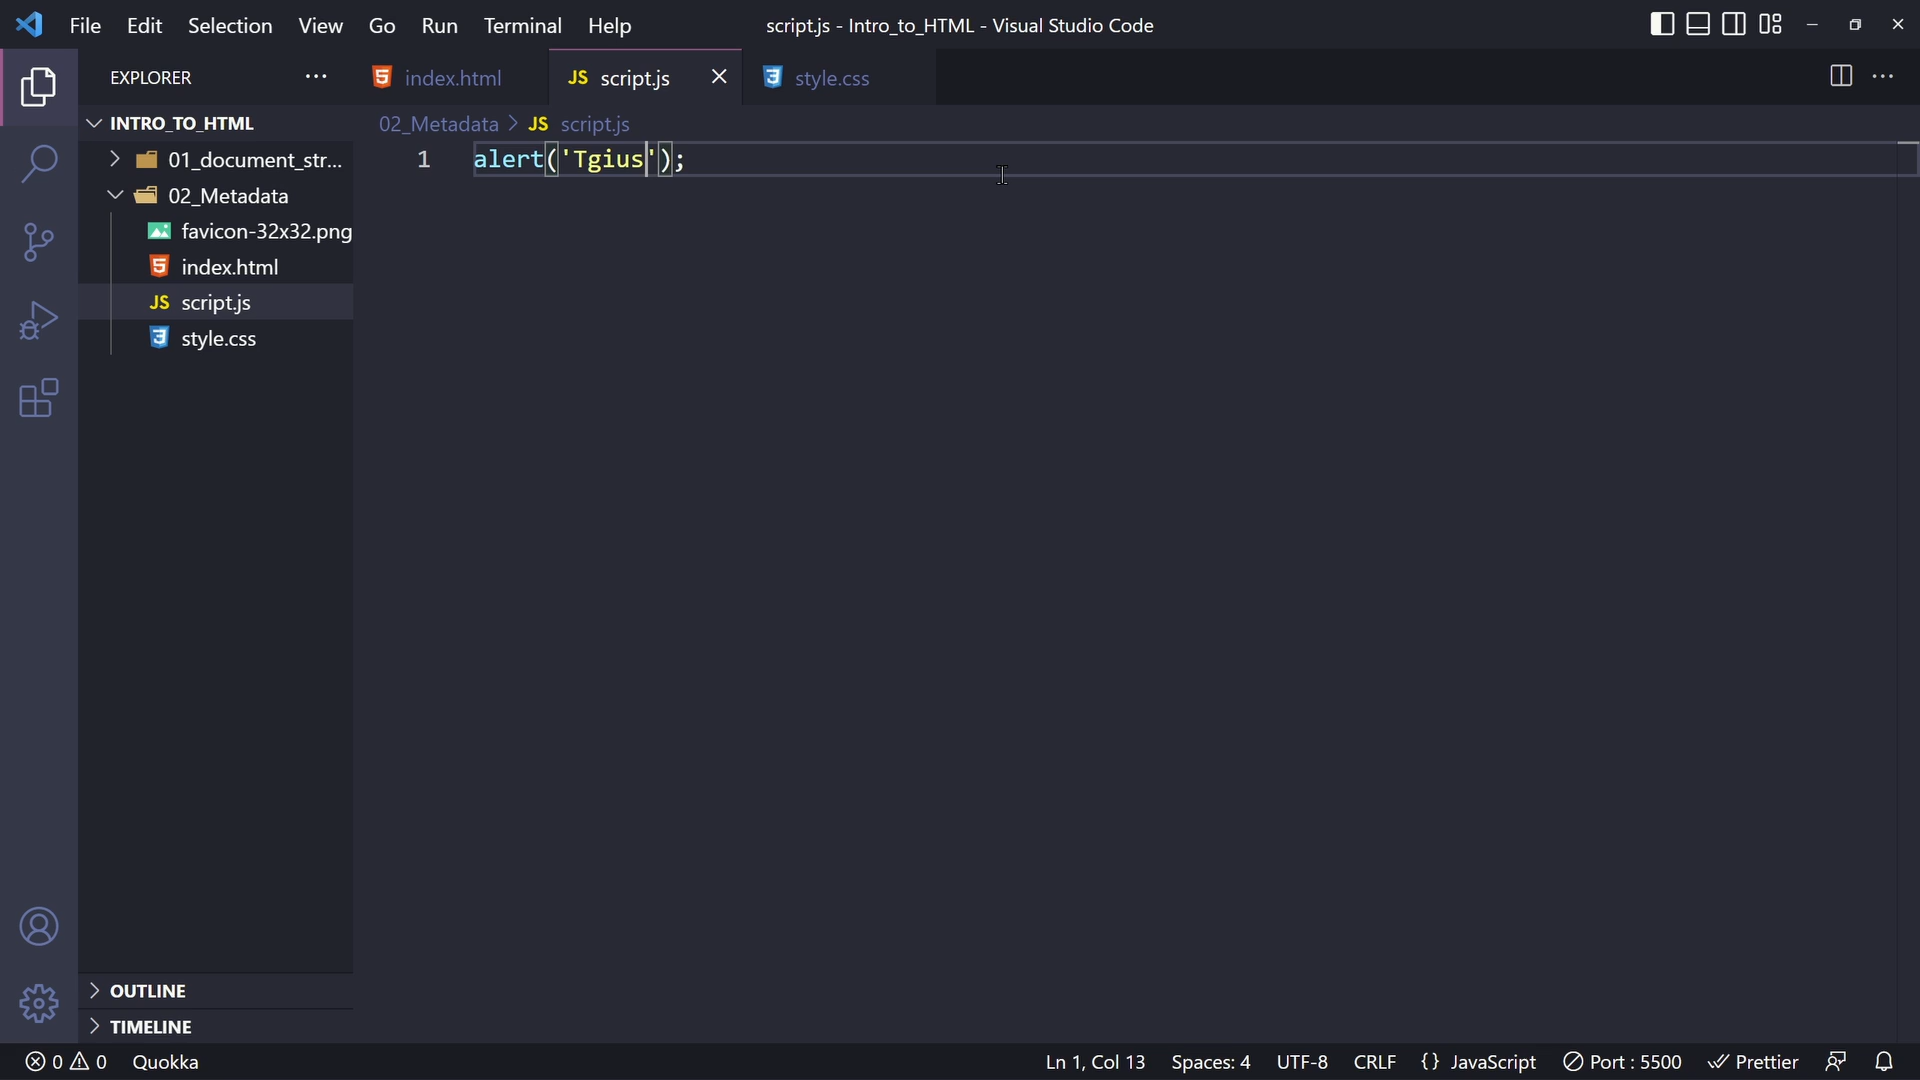 File Edit Selection View Go Run Terminal Help script.js - Intro_to_HTML - Visual Studio Code
EXPLORER
index.html
JS script.js
style.css
INTRO_TO_HTML
02_Metadata > JS script.js
01_document_str...
02_Metadata
favicon-32x32.png
index.html
JS script.js
style.css
1 alert('Tgius');
OUTLINE
TIMELINE
0 0 Quokka Ln 1, Col 13 Spaces: 4 UTF-8 CRLF {} JavaScript Port : 5500 Prettier